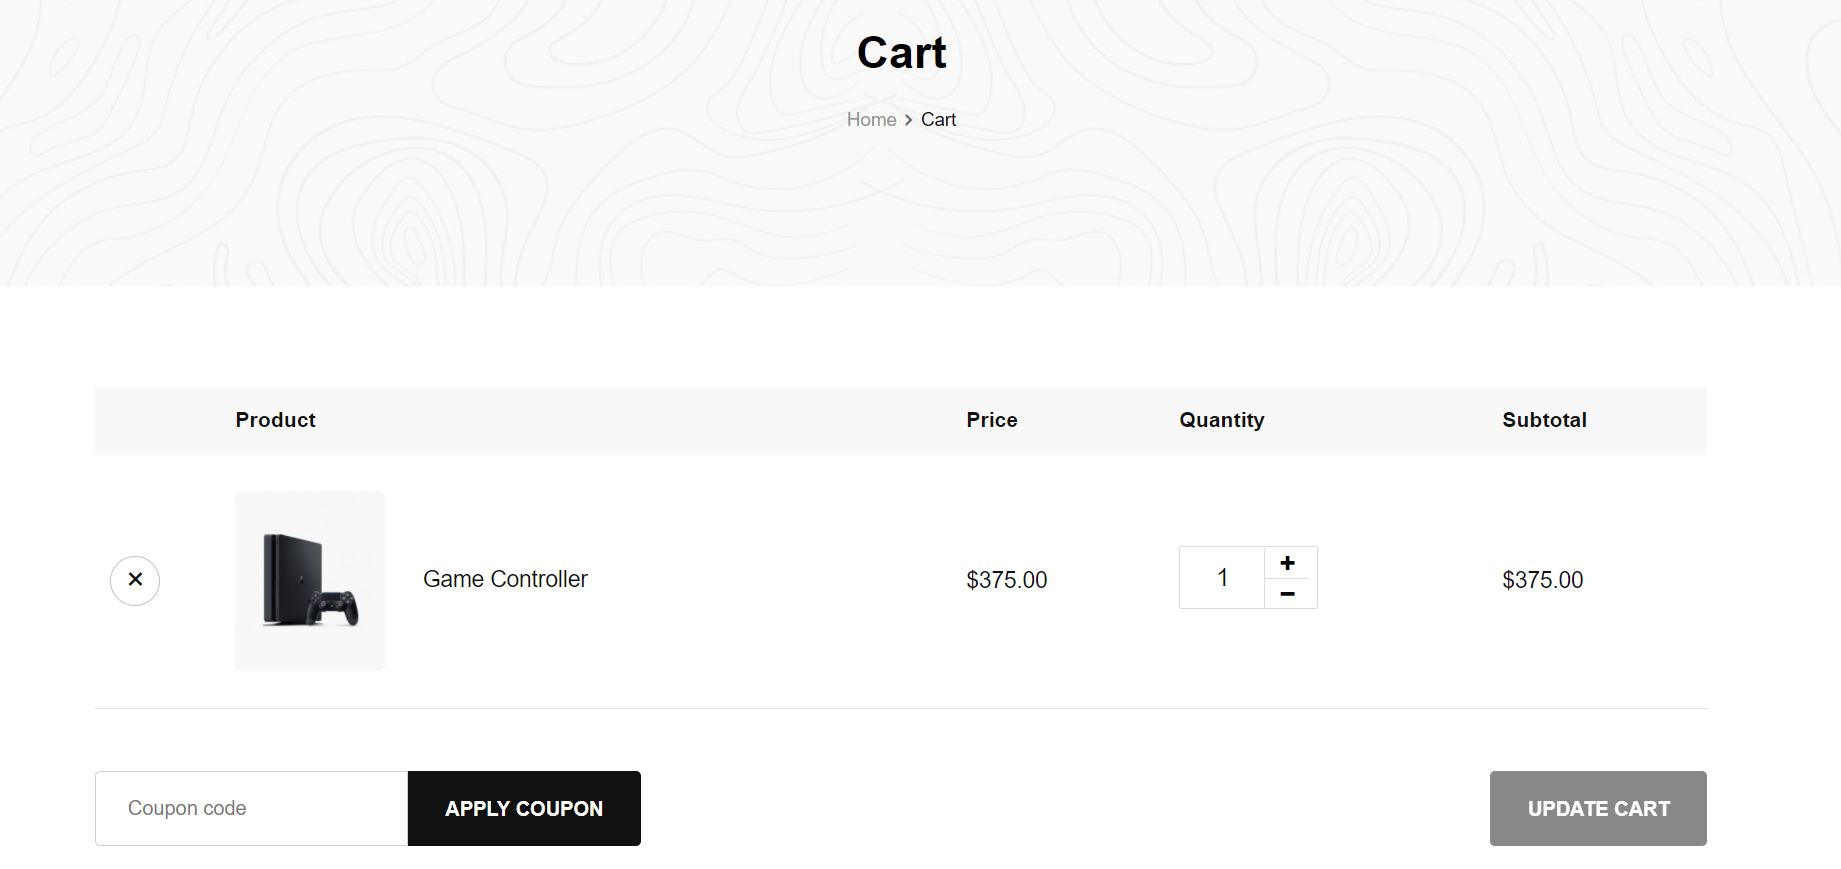 Cart
Home > Cart
Product Price Quantity Subtotal
Game Controller $375.00 1 + − $375.00
Coupon code APPLY COUPON UPDATE CART